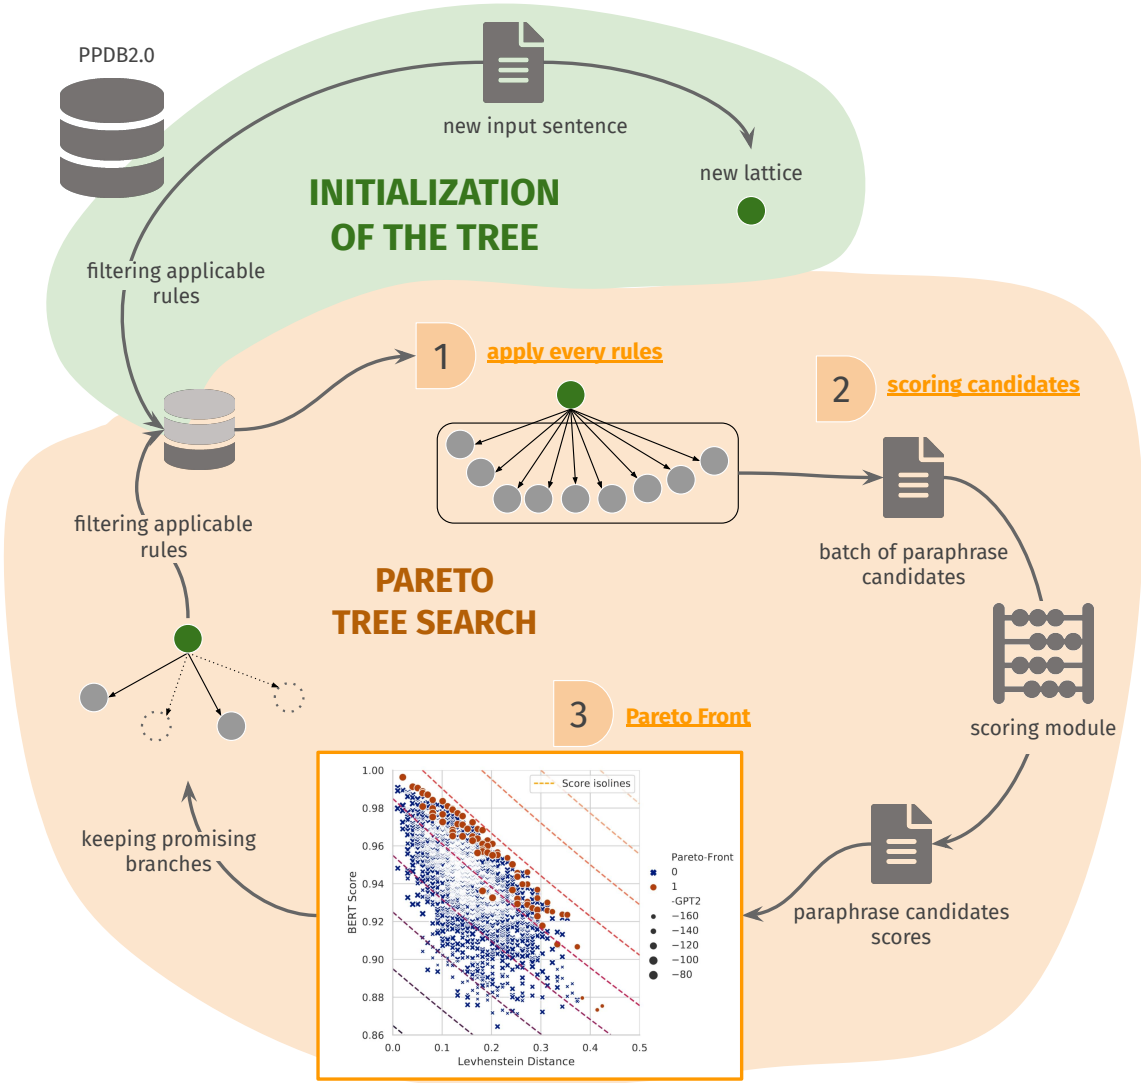 PPDB2.0
new input sentence
new lattice
INITIALIZATION
OF THE TREE
filtering applicable
rules
1
apply every rules
2
scoring candidates
filtering applicable
rules
batch of paraphrase
candidates
PARETO
TREE SEARCH
scoring module
3
Pareto Front
keeping promising
branches
paraphrase candidates
scores
1.00
0.98
0.96
0.94
0.92
0.90
0.88
0.86
BERT Score
0.0
0.1
0.2
0.3
0.4
0.5
Levhenstein Distance
Score isolines
Pareto-Front
0
1
-GPT2
−160
−140
−120
−100
−80